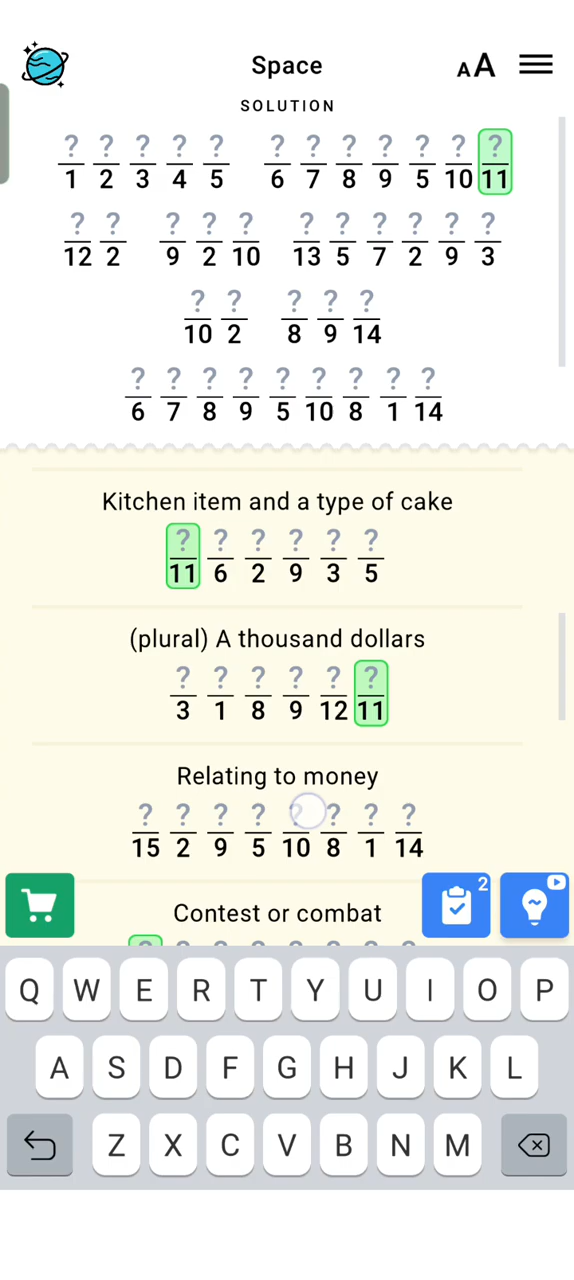 Space
AA
SOLUTION
? ? ? ? ? ? ? ? ? ? ? ?
1 2 3 4 5 6 7 8 9 5 10 11
? ? ? ? ? ? ? ? ? ? ?
12 2 9 2 10 13 5 7 2 9 3
? ? ? ? ?
10 2 8 9 14
? ? ? ? ? ? ? ? ?
6 7 8 9 5 10 8 1 14
Kitchen item and a type of cake
? ? ? ? ? ?
11 6 2 9 3 5
(plural) A thousand dollars
? ? ? ? ? ?
3 1 8 9 12 11
Relating to money
? ? ? ? ? ? ? ?
15 2 9 5 10 8 1 14
Contest or combat
2
Q W E R T Y U I O P
A S D F G H J K L
Z X C V B N M